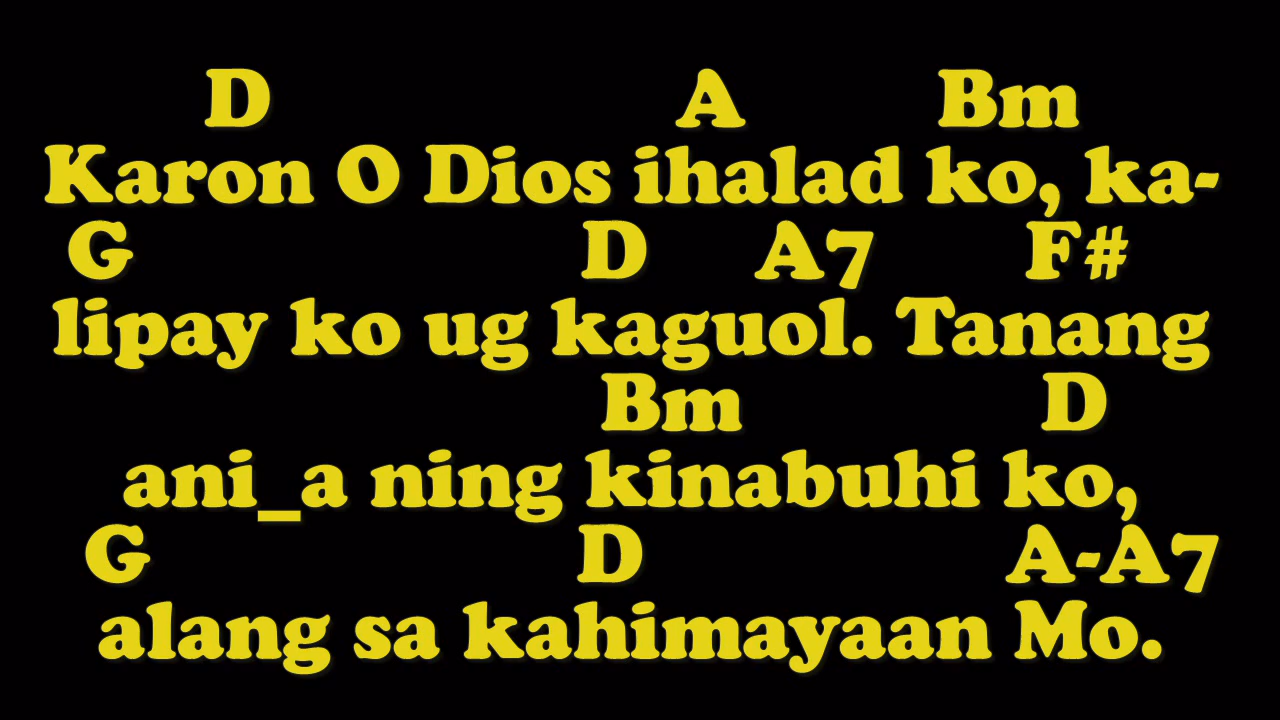 D A Bm
Karon O Dios ihalad ko, ka-
G D A7 F#
lipay ko ug kaguol. Tanang
Bm D
ani_a ning kinabuhi ko,
G D A-A7
alang sa kahimayaan Mo.